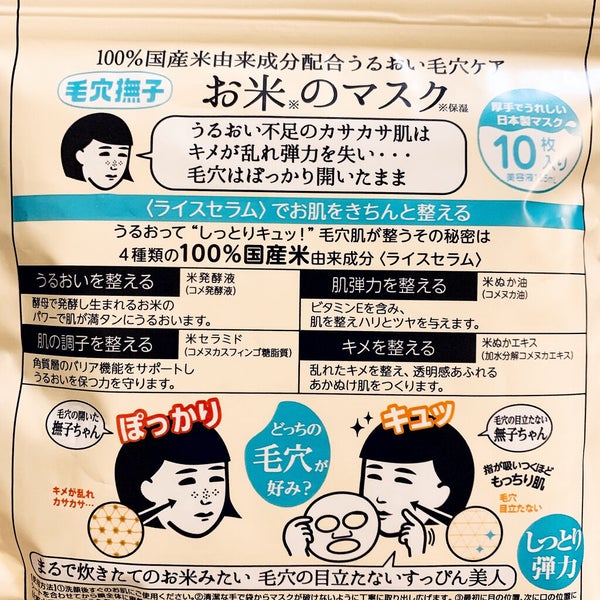 100%国産米由来成分配合うるおい毛穴ケア
毛穴撫子
お米※のマスク
※保湿
厚手でうれしい
日本製マスク
10枚入り
うるおい不足のカサカサ肌は
キメが乱れ弾力を失い・・・
毛穴はぽっかり開いたまま
〈ライスセラム〉でお肌をきちんと整える
うるおって“しっとりキュッ!”毛穴肌が整うその秘密は
4種類の100%国産米由来成分〈ライスセラム〉
うるおいを整える
米発酵液
(コメ発酵液)
酵母で発酵し生まれるお米の
パワーで肌が満タンにうるおいます。
肌弾力を整える
米ぬか油
(コメヌカ油)
ビタミンEを含み、
肌を整えハリとツヤを与えます。
肌の調子を整える
米セラミド
(コメヌカスフィンゴ糖脂質)
角質層のバリア機能をサポートし
うるおいを保つ力を守ります。
キメを整える
米ぬかエキス
(加水分解コメヌカエキス)
乱れたキメを整え、透明感あふれる
あかぬけ肌をつくります。
毛穴の開いた
撫子ちゃん
ぽっかり
キメが乱れ
カサカサ…
どっちの
毛穴が
好み?
キュッ
毛穴の目立たない
無子ちゃん
指が吸いつくほど
もっちり肌
毛穴
目立たない
しっとり
弾力
まるで炊きたてのお米みたい 毛穴の目立たないすっぴん美人